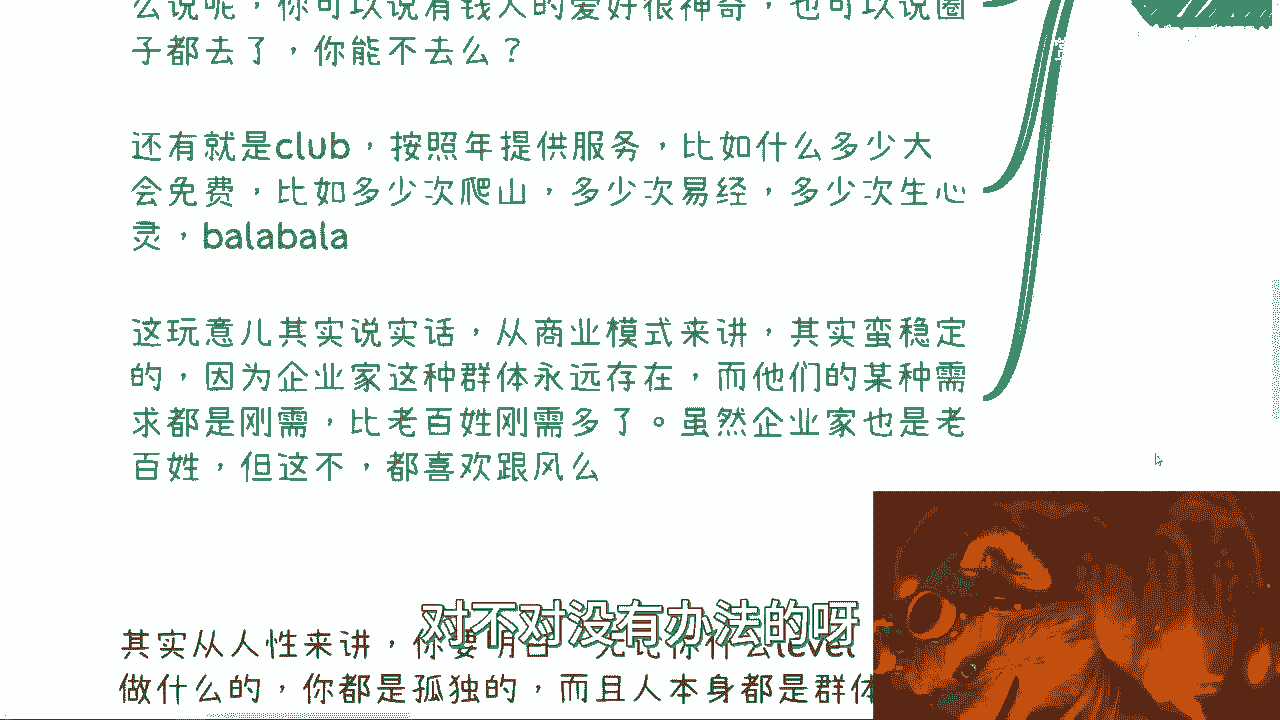 么说呢，你可以说有钱人的爱好很神奇，也可以说圈
子都去了，你能不去么？
还有就是club，按照年提供服务，比如什么多少大
会免费，比如多少次爬山，多少次易经，多少次生心
灵，balabala
这玩意儿其实说实话，从商业模式来讲，其实蛮稳定
的，因为企业家这种群体永远存在，而他们的某种需
求都是刚需，比老百姓刚需多了。虽然企业家也是老
百姓，但这不，都喜欢跟风么
对不对没有办法的呀
其实从人性来讲，你要明白，无论你什么level
做什么的，你都是孤独的，而且人本身都是群体